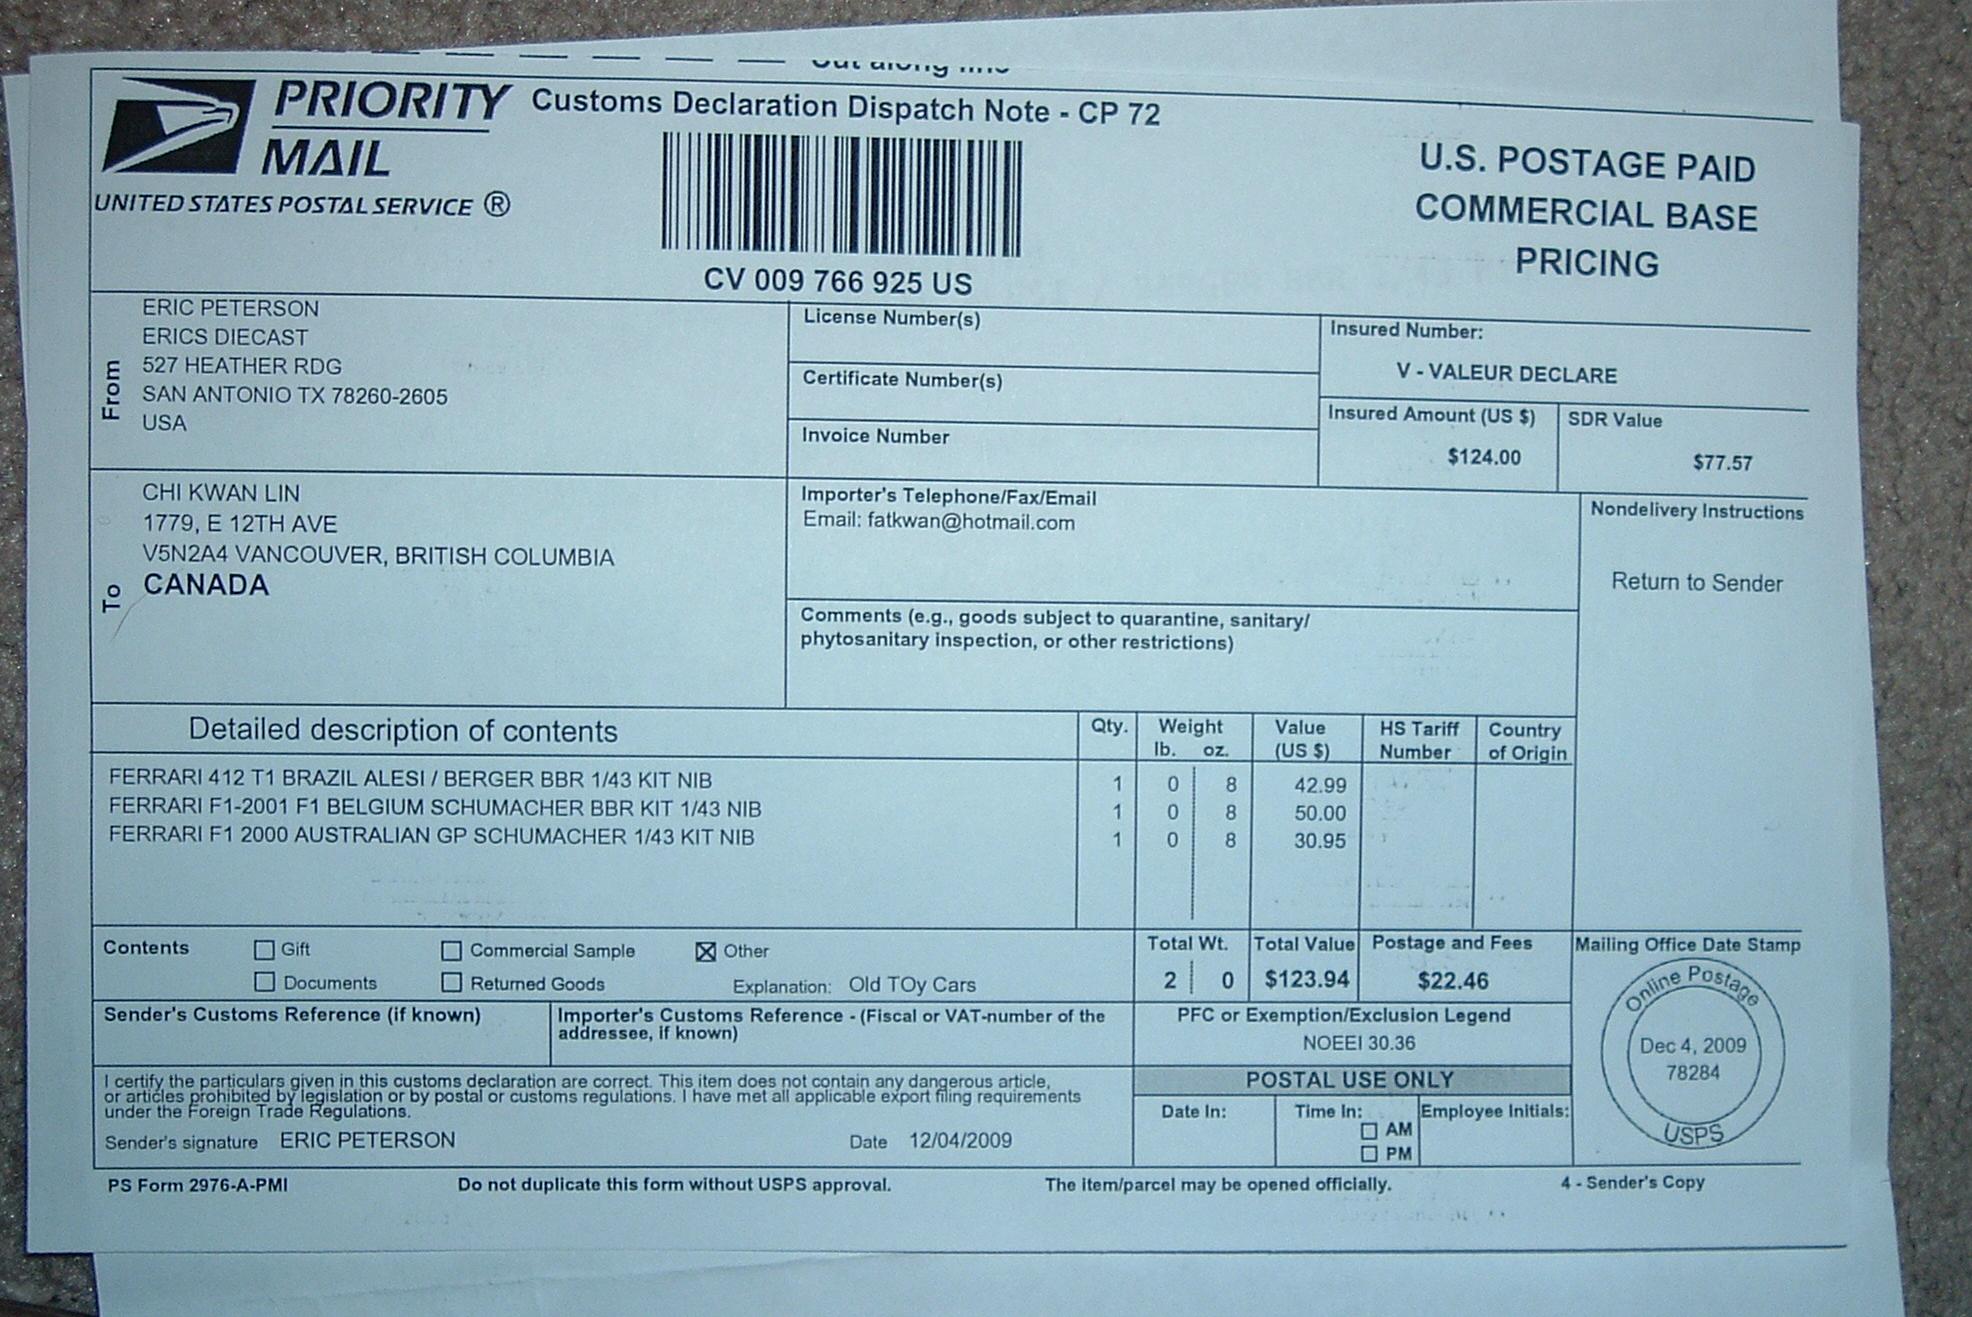 Cut along line
PRIORITY
MAIL
UNITED STATES POSTAL SERVICE ®
Customs Declaration Dispatch Note - CP 72
CV 009 766 925 US
U.S. POSTAGE PAID
COMMERCIAL BASE
PRICING
From
ERIC PETERSON
ERICS DIECAST
527 HEATHER RDG
SAN ANTONIO TX 78260-2605
USA
License Number(s)
Certificate Number(s)
Invoice Number
Insured Number:
V - VALEUR DECLARE
Insured Amount (US $) SDR Value
$124.00 $77.57
To
CHI KWAN LIN
1779, E 12TH AVE
V5N2A4 VANCOUVER, BRITISH COLUMBIA
CANADA
Importer's Telephone/Fax/Email
Email: fatkwan@hotmail.com
Comments (e.g., goods subject to quarantine, sanitary/
phytosanitary inspection, or other restrictions)
Nondelivery Instructions
Return to Sender
Detailed description of contents Qty. Weight Value HS Tariff Country
lb. oz. (US $) Number of Origin
FERRARI 412 T1 BRAZIL ALESI / BERGER BBR 1/43 KIT NIB 1 0 8 42.99
FERRARI F1-2001 F1 BELGIUM SCHUMACHER BBR KIT 1/43 NIB 1 0 8 50.00
FERRARI F1 2000 AUSTRALIAN GP SCHUMACHER 1/43 KIT NIB 1 0 8 30.95
Contents Gift Commercial Sample Other
Documents Returned Goods Explanation: Old TOy Cars
Total Wt. Total Value Postage and Fees
2 0 $123.94 $22.46
Mailing Office Date Stamp
Online Postage
Dec 4, 2009
78284
USPS
Sender's Customs Reference (if known)
Importer's Customs Reference - (Fiscal or VAT-number of the
addressee, if known)
PFC or Exemption/Exclusion Legend
NOEEI 30.36
I certify the particulars given in this customs declaration are correct. This item does not contain any dangerous article,
or articles prohibited by legislation or by postal or customs regulations. I have met all applicable export filing requirements
under the Foreign Trade Regulations.
Sender's signature ERIC PETERSON Date 12/04/2009
POSTAL USE ONLY
Date In: Time In: Employee Initials:
AM
PM
PS Form 2976-A-PMI Do not duplicate this form without USPS approval. The item/parcel may be opened officially. 4 - Sender's Copy